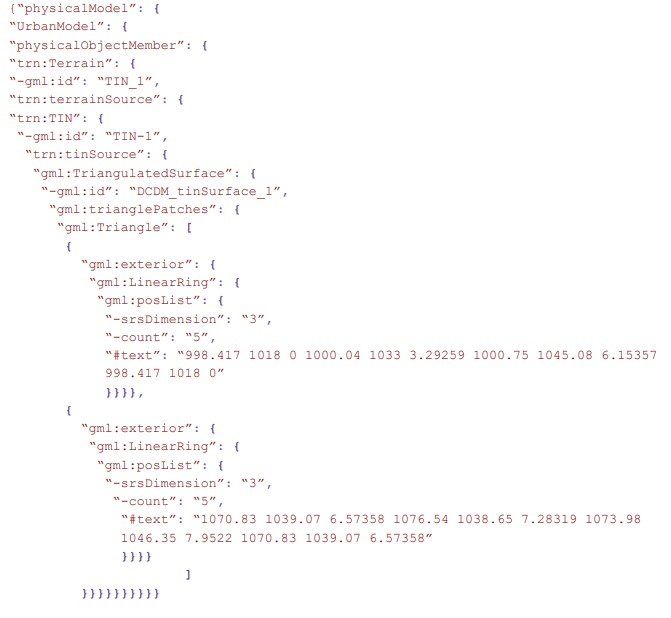 {“physicalModel”: {
“UrbanModel”: {
“physicalObjectMember”: {
“trn:Terrain”: {
“-gml:id”: “TIN_1”,
“trn:terrainSource”: {
“trn:TIN”: {
“-gml:id”: “TIN-1”,
“trn:tinSource”: {
“gml:TriangulatedSurface”: {
“-gml:id”: “DCDM_tinSurface_1”,
“gml:trianglePatches”: {
“gml:Triangle”: [
{
“gml:exterior”: {
“gml:LinearRing”: {
“gml:posList”: {
“-srsDimension”: “3”,
“-count”: “5”,
“#text”: “998.417 1018 0 1000.04 1033 3.29259 1000.75 1045.08 6.15357
998.417 1018 0”
}}}},
{
“gml:exterior”: {
“gml:LinearRing”: {
“gml:posList”: {
“-srsDimension”: “3”,
“-count”: “5”,
“#text”: “1070.83 1039.07 6.57358 1076.54 1038.65 7.28319 1073.98
1046.35 7.9522 1070.83 1039.07 6.57358”
}}}}
]
}}}}}}}}}}